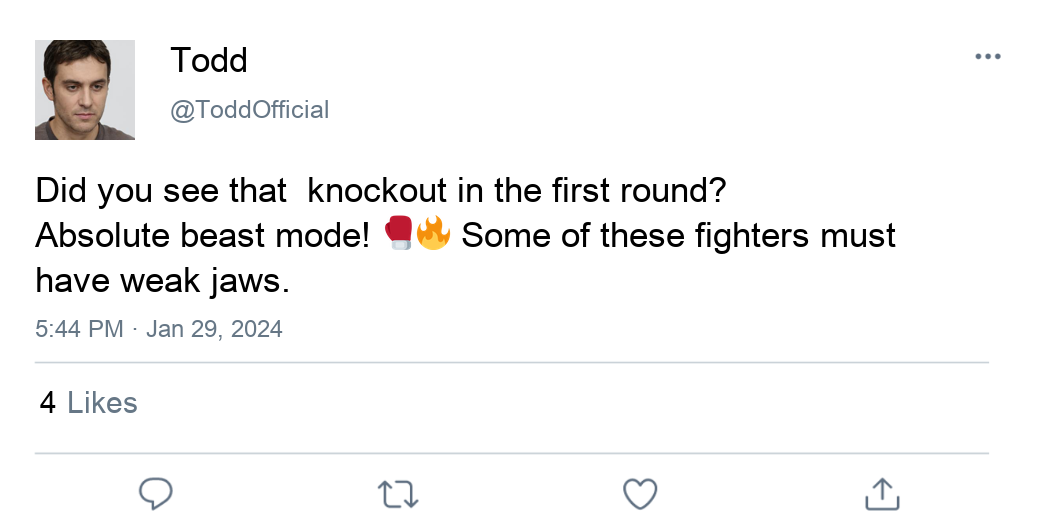 Todd
@ToddOfficial
Did you see that  knockout in the first round?
Absolute beast mode! 🥊🔥 Some of these fighters must
have weak jaws.
5:44 PM · Jan 29, 2024
4 Likes